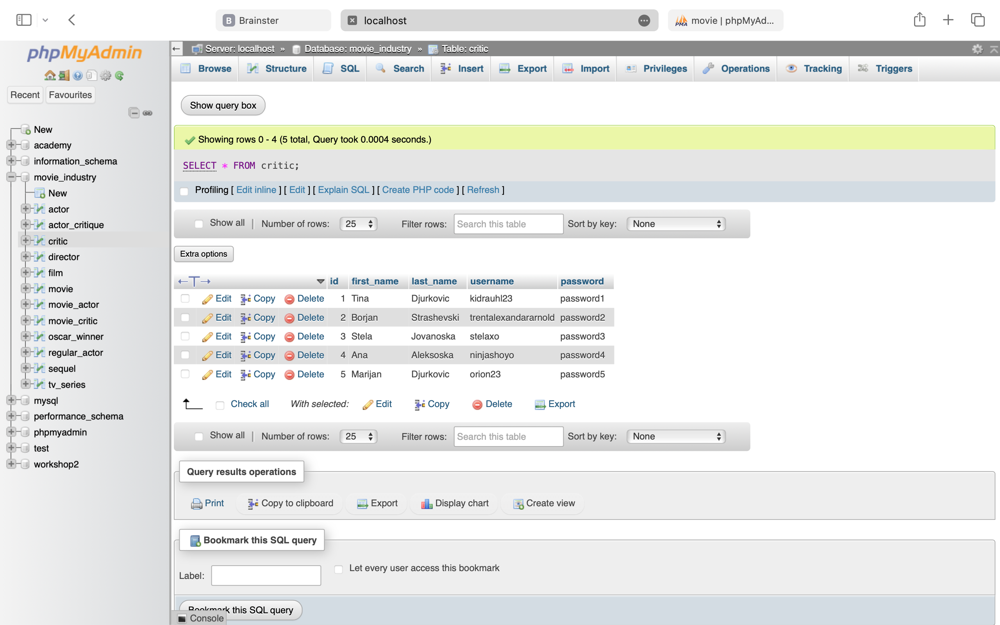 B Brainster
localhost
PMA movie | phpMyAd...
phpMyAdmin
Recent Favourites
New
academy
information_schema
movie_industry
New
actor
actor_critique
critic
director
film
movie
movie_actor
movie_critic
oscar_winner
regular_actor
sequel
tv_series
mysql
performance_schema
phpmyadmin
test
workshop2
Server: localhost » Database: movie_industry » Table: critic
Browse Structure SQL Search Insert Export Import Privileges Operations Tracking Triggers
Show query box
Showing rows 0 - 4 (5 total, Query took 0.0004 seconds.)
SELECT * FROM critic;
Profiling [ Edit inline ] [ Edit ] [ Explain SQL ] [ Create PHP code ] [ Refresh ]
Show all | Number of rows: 25 Filter rows: Search this table Sort by key: None
Extra options
←T→ id first_name last_name username password
Edit Copy Delete 1 Tina Djurkovic kidrauhl23 password1
Edit Copy Delete 2 Borjan Strashevski trentalexandararnold password2
Edit Copy Delete 3 Stela Jovanoska stelaxo password3
Edit Copy Delete 4 Ana Aleksoska ninjashoyo password4
Edit Copy Delete 5 Marijan Djurkovic orion23 password5
Check all With selected: Edit Copy Delete Export
Show all | Number of rows: 25 Filter rows: Search this table Sort by key: None
Query results operations
Print Copy to clipboard Export Display chart Create view
Bookmark this SQL query
Label: Let every user access this bookmark
Bookmark this SQL query
Console